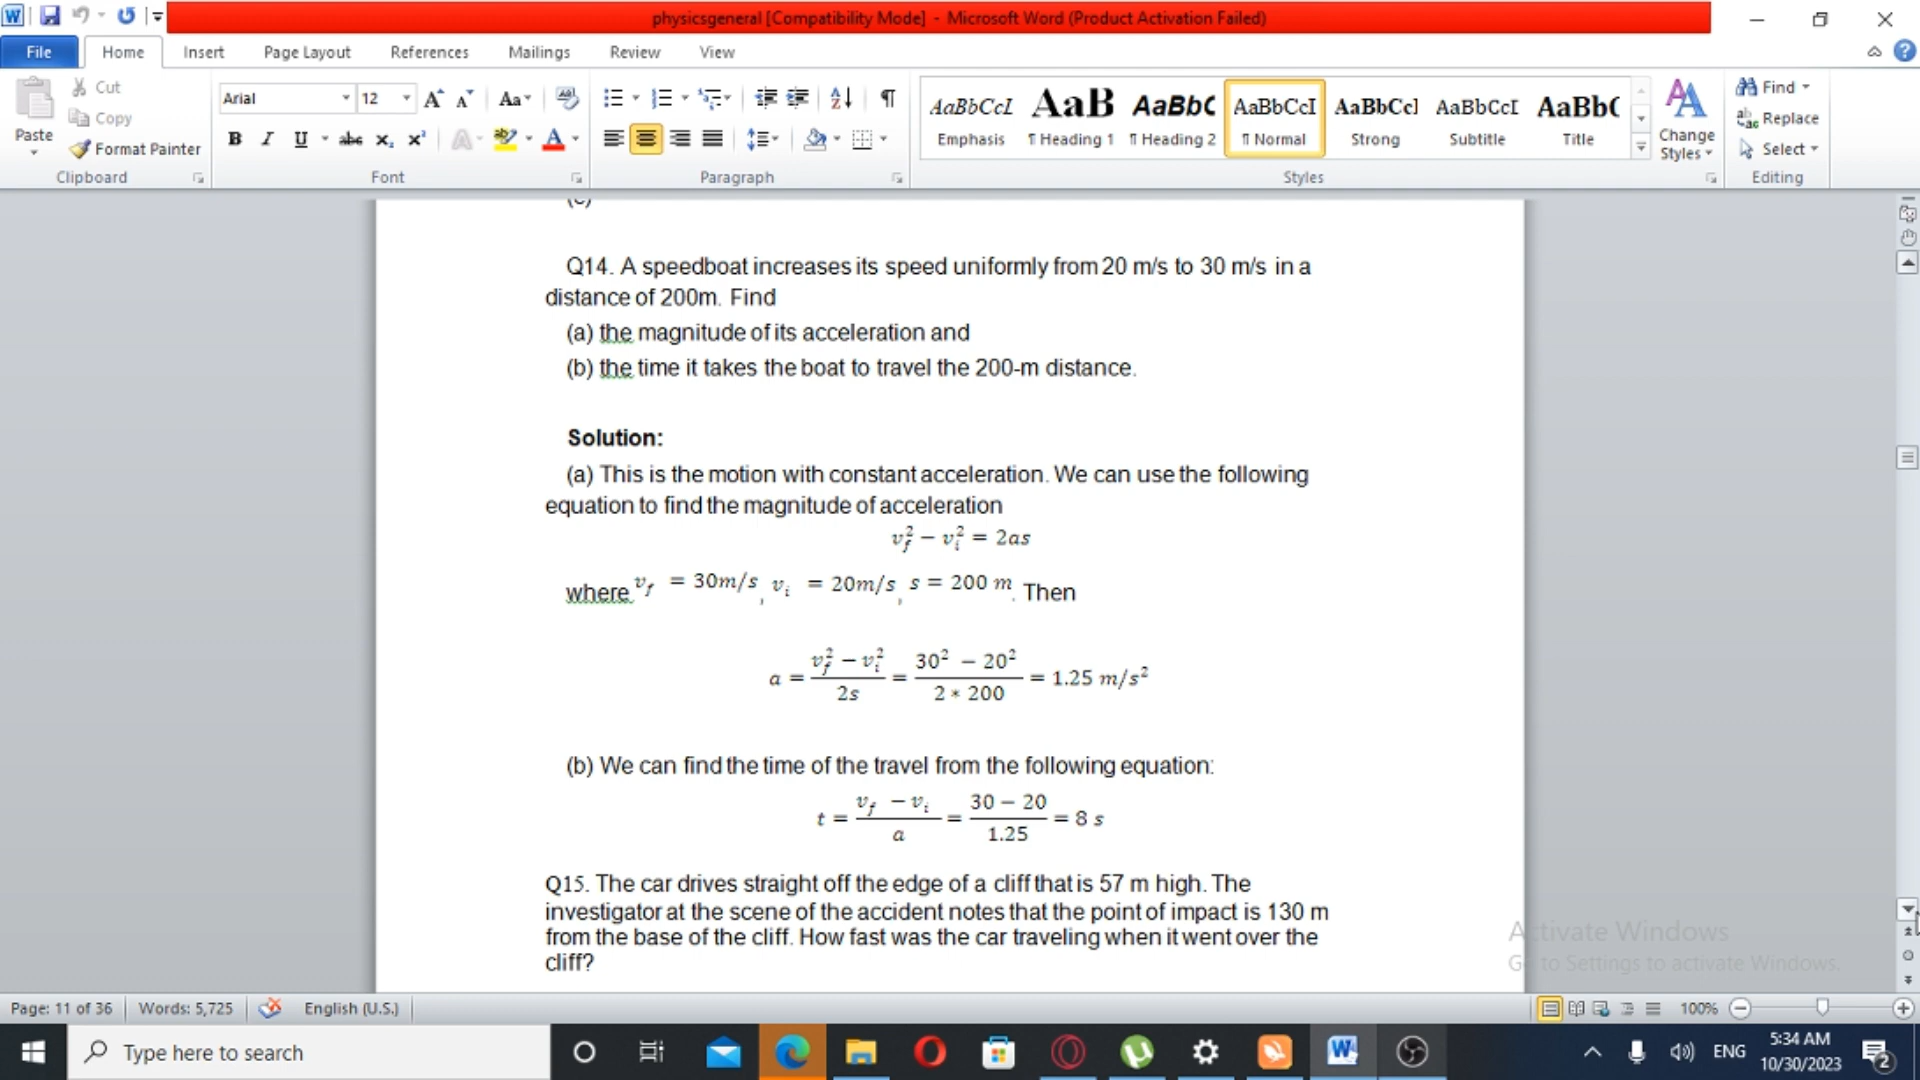 physicsgeneral [Compatibility Mode] - Microsoft Word (Product Activation Failed)
File Home Insert Page Layout References Mailings Review View
Paste
Cut
Copy
Format Painter
Clipboard
Arial 12
Font
Paragraph
AaBbCcI AaB AaBbC AaBbCcI AaBbCcl AaBbCcI AaBb(
Emphasis ¶ Heading 1 ¶ Heading 2 ¶ Normal Strong Subtitle Title
Change Styles
Styles
Find
Replace
Select
Editing
(c)
Q14. A speedboat increases its speed uniformly from 20 m/s to 30 m/s in a
distance of 200m. Find
(a) the magnitude of its acceleration and
(b) the time it takes the boat to travel the 200-m distance.
Solution:
(a) This is the motion with constant acceleration. We can use the following
equation to find the magnitude of acceleration
v_f^2 − v_i^2 = 2as
where v_f = 30m/s, v_i = 20m/s, s = 200 m. Then
a = (v_f^2 − v_i^2)/(2s) = (30² − 20²)/(2 * 200) = 1.25 m/s²
(b) We can find the time of the travel from the following equation:
t = (v_f − v_i)/a = (30 − 20)/1.25 = 8 s
Q15. The car drives straight off the edge of a cliff that is 57 m high. The
investigator at the scene of the accident notes that the point of impact is 130 m
from the base of the cliff. How fast was the car traveling when it went over the
cliff?
Activate Windows
Go to Settings to activate Windows.
Page: 11 of 36 Words: 5,725 English (U.S.) 100%
Type here to search
ENG
5:34 AM
10/30/2023
2